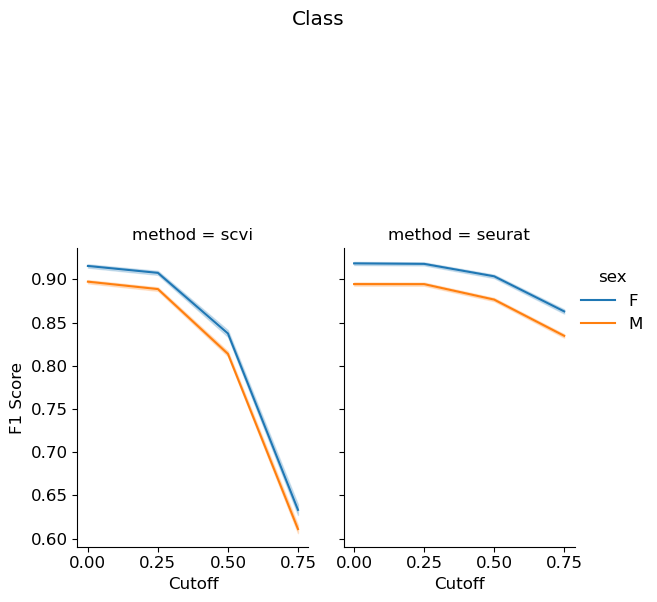 Class
method = scvi
method = seurat
0.90
0.85
0.80
0.75
0.70
0.65
0.60
F1 Score
0.00 0.25 0.50 0.75
0.00 0.25 0.50 0.75
Cutoff
Cutoff
sex
F
M